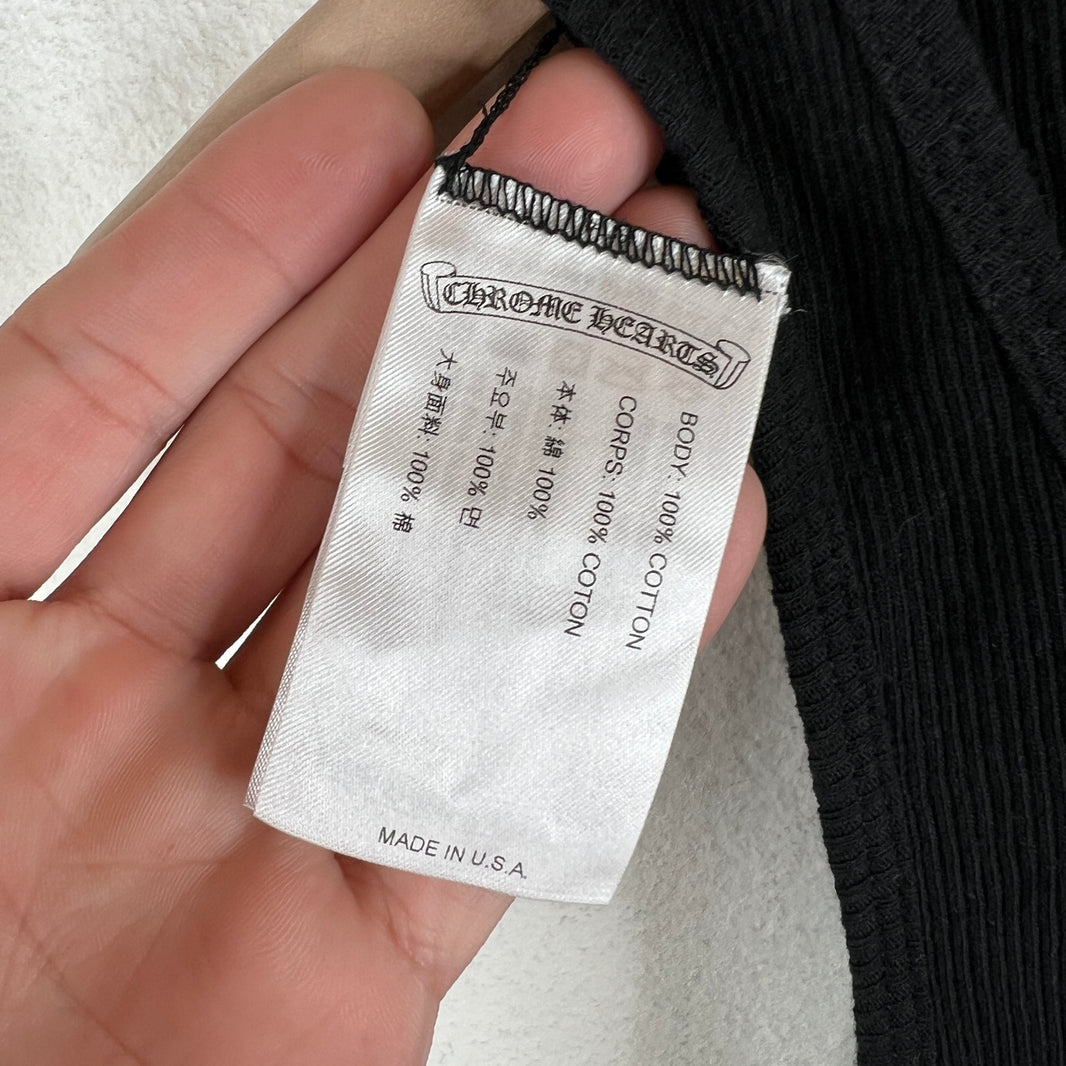 CHROME HEARTS
BODY: 100% COTTON
CORPS: 100% COTON
本体: 綿 100%
주요부: 100% 면
大身面料: 100% 棉
MADE IN U.S.A.